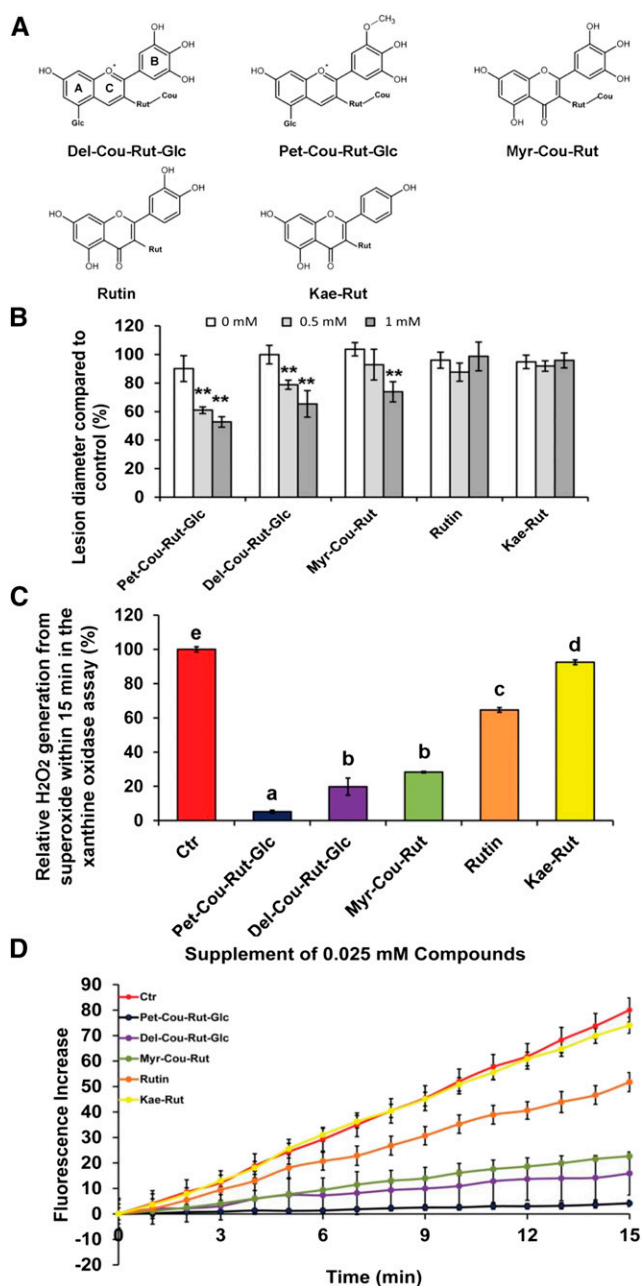 A
OH
OH
OH
B
O+
HO
A
C
Cou
Rut
Glc
Del-Cou-Rut-Glc
O
CH3
OH
OH
O+
HO
Cou
Rut
Glc
Pet-Cou-Rut-Glc
OH
OH
OH
HO
O
Cou
Rut
OH
O
Myr-Cou-Rut
OH
OH
HO
O
Rut
OH
O
Rutin
OH
HO
O
Rut
OH
O
Kae-Rut
B
0 mM 0.5 mM 1 mM
Lesion diameter compared to
control (%)
120
100
80
60
40
20
0
** ** ** ** **
Pet-Cou-Rut-Glc
Del-Cou-Rut-Glc
Myr-Cou-Rut
Rutin
Kae-Rut
C
Relative H2O2 generation from
superoxide within 15 min in the
xanthine oxidase assay (%)
120
100
80
60
40
20
0
e a b b c d
Ctr
Pet-Cou-Rut-Glc
Del-Cou-Rut-Glc
Myr-Cou-Rut
Rutin
Kae-Rut
D
Supplement of 0.025 mM Compounds
Fluorescence Increase
90
80
70
60
50
40
30
20
10
0
-10
-20
Ctr
Pet-Cou-Rut-Glc
Del-Cou-Rut-Glc
Myr-Cou-Rut
Rutin
Kae-Rut
0 3 6 9 12 15
Time (min)